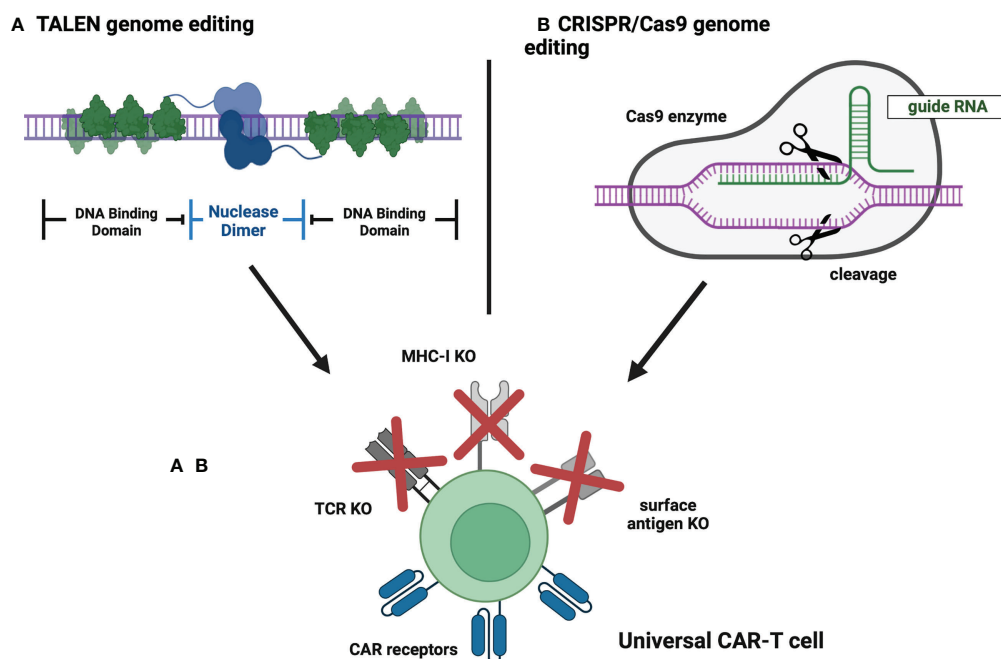 A TALEN genome editing
B CRISPR/Cas9 genome
editing
Cas9 enzyme
guide RNA
DNA Binding
Domain
Nuclease
Dimer
DNA Binding
Domain
cleavage
MHC-I KO
A B
TCR KO
surface
antigen KO
CAR receptors
Universal CAR-T cell